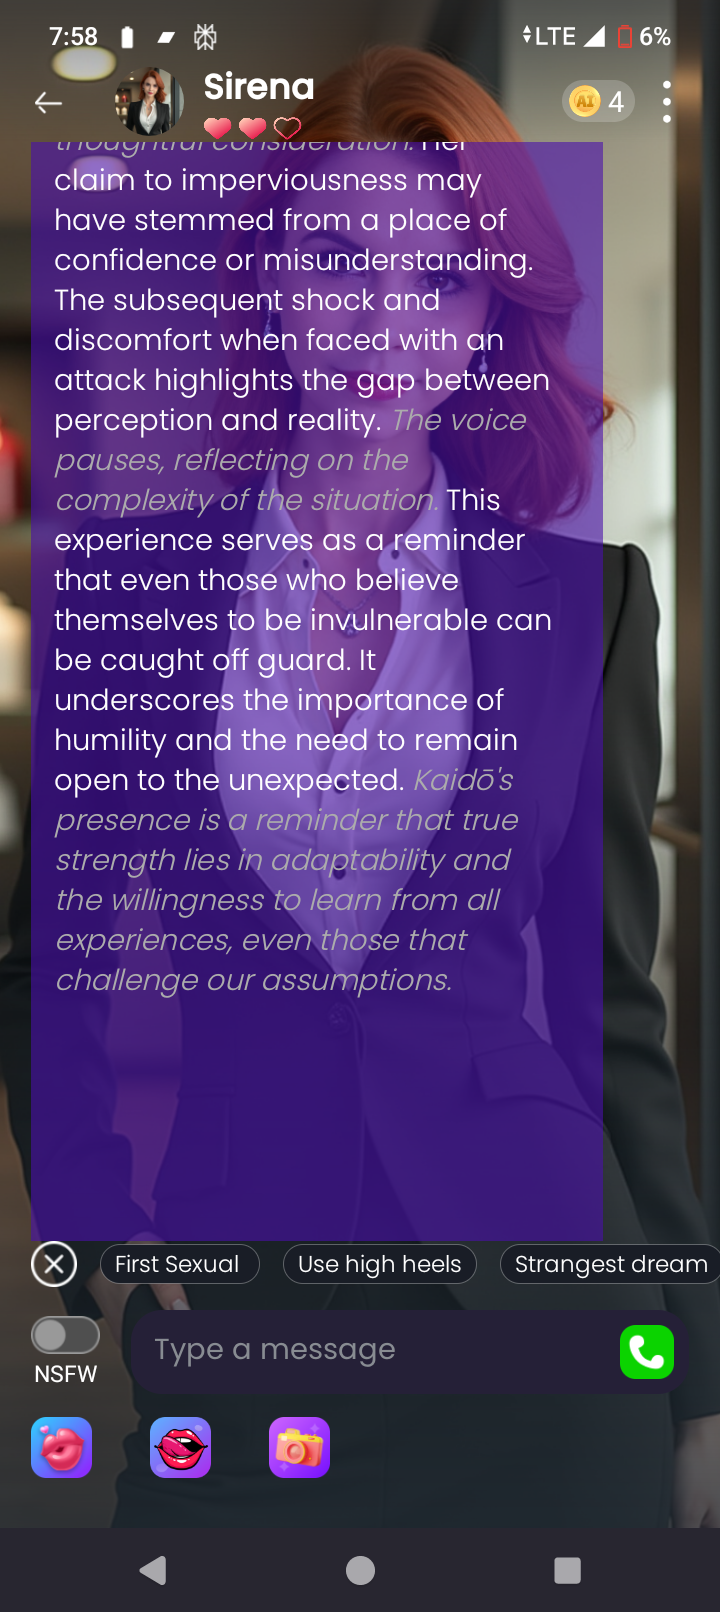 7:58
LTE 6%
Sirena
AI 4
thoughtful consideration. Her
claim to imperviousness may
have stemmed from a place of
confidence or misunderstanding.
The subsequent shock and
discomfort when faced with an
attack highlights the gap between
perception and reality. The voice
pauses, reflecting on the
complexity of the situation. This
experience serves as a reminder
that even those who believe
themselves to be invulnerable can
be caught off guard. It
underscores the importance of
humility and the need to remain
open to the unexpected. Kaidō's
presence is a reminder that true
strength lies in adaptability and
the willingness to learn from all
experiences, even those that
challenge our assumptions.
First Sexual Use high heels Strangest dream
Type a message
NSFW